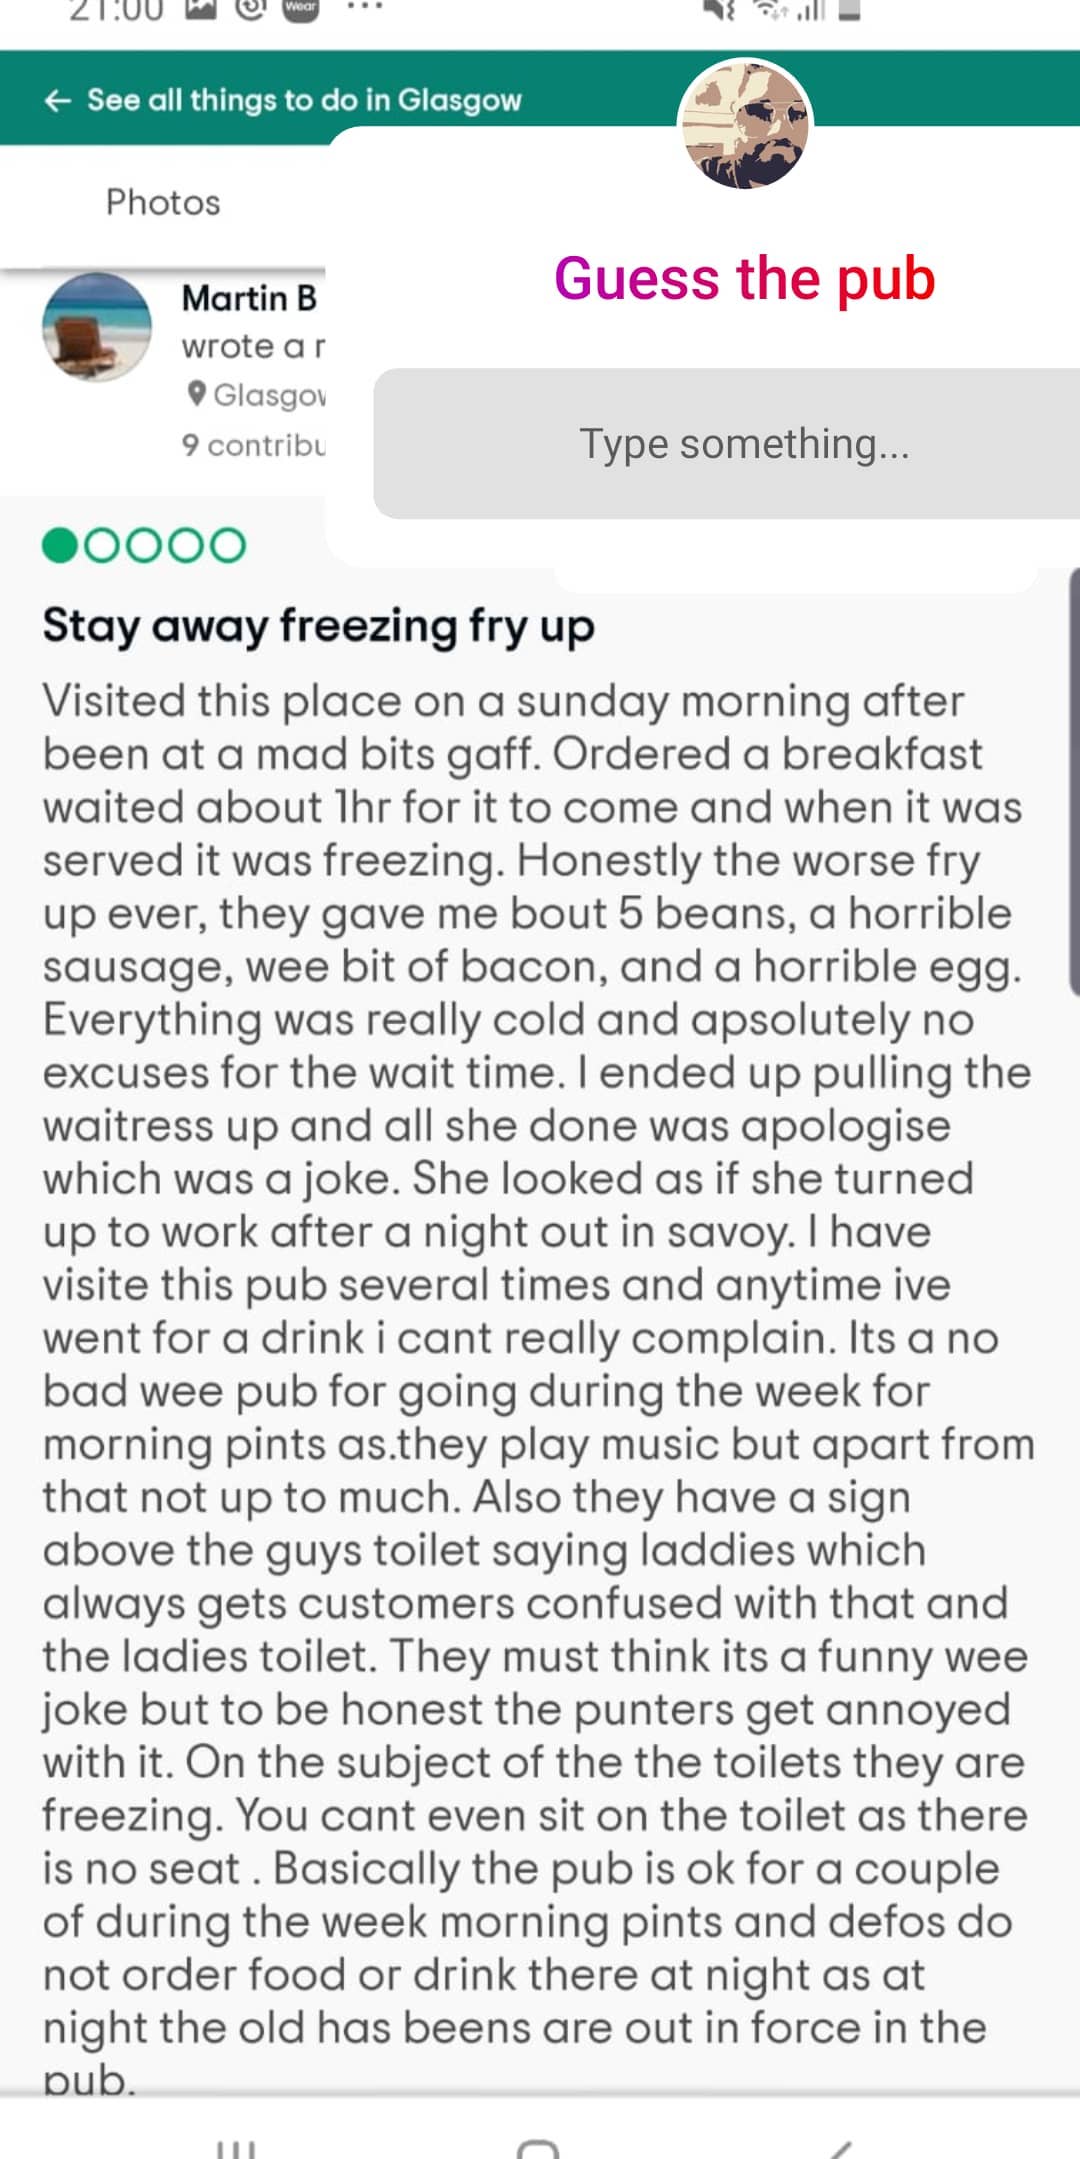 21:00
Wear
← See all things to do in Glasgow
Photos
Guess the pub
Type something...
Martin B
wrote a r
Glasgow
9 contribu
Stay away freezing fry up
Visited this place on a sunday morning after
been at a mad bits gaff. Ordered a breakfast
waited about 1hr for it to come and when it was
served it was freezing. Honestly the worse fry
up ever, they gave me bout 5 beans, a horrible
sausage, wee bit of bacon, and a horrible egg.
Everything was really cold and apsolutely no
excuses for the wait time. I ended up pulling the
waitress up and all she done was apologise
which was a joke. She looked as if she turned
up to work after a night out in savoy. I have
visite this pub several times and anytime ive
went for a drink i cant really complain. Its a no
bad wee pub for going during the week for
morning pints as.they play music but apart from
that not up to much. Also they have a sign
above the guys toilet saying laddies which
always gets customers confused with that and
the ladies toilet. They must think its a funny wee
joke but to be honest the punters get annoyed
with it. On the subject of the the toilets they are
freezing. You cant even sit on the toilet as there
is no seat . Basically the pub is ok for a couple
of during the week morning pints and defos do
not order food or drink there at night as at
night the old has beens are out in force in the
pub.